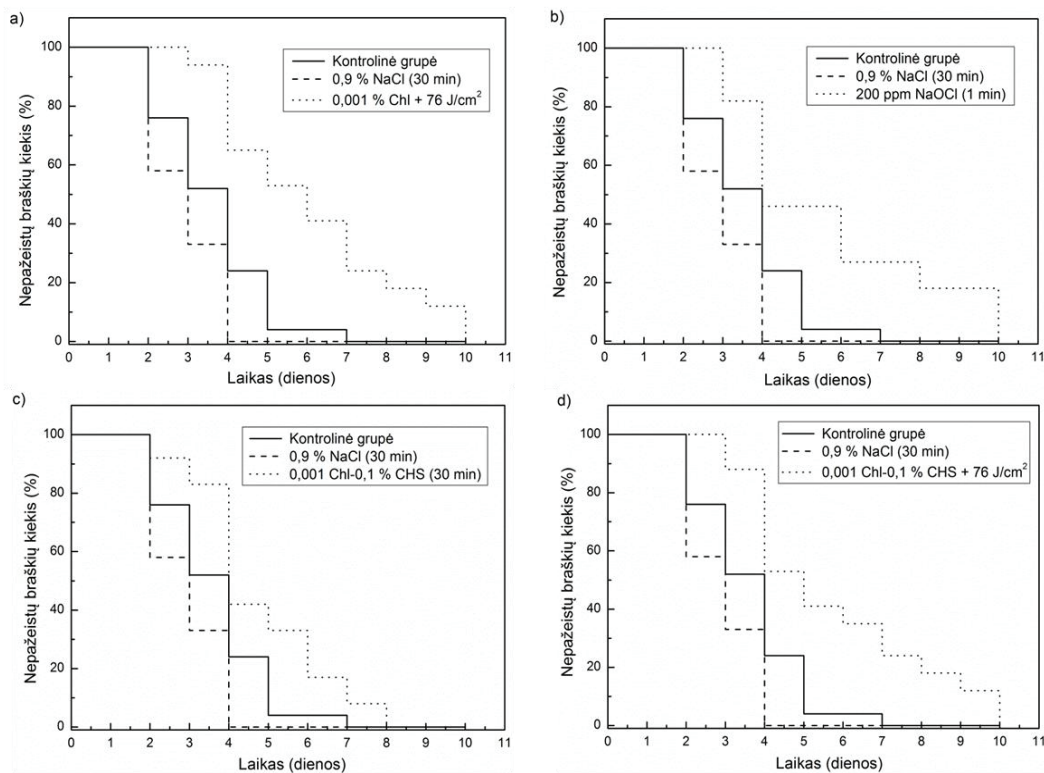 a)
Nepažeistų braškių kiekis (%)
100
80
60
40
20
0
Kontrolinė grupė
0,9 % NaCl (30 min)
0,001 % Chl + 76 J/cm²
0 1 2 3 4 5 6 7 8 9 10 11
Laikas (dienos)
b)
Nepažeistų braškių kiekis (%)
100
80
60
40
20
0
Kontrolinė grupė
0,9 % NaCl (30 min)
200 ppm NaOCl (1 min)
0 1 2 3 4 5 6 7 8 9 10 11
Laikas (dienos)
c)
Nepažeistų braškių kiekis (%)
100
80
60
40
20
0
Kontrolinė grupė
0,9 % NaCl (30 min)
0,001 Chl-0,1 % CHS (30 min)
0 1 2 3 4 5 6 7 8 9 10 11
Laikas (dienos)
d)
Nepažeistų braškių kiekis (%)
100
80
60
40
20
0
Kontrolinė grupė
0,9 % NaCl (30 min)
0,001 Chl-0,1 % CHS + 76 J/cm²
0 1 2 3 4 5 6 7 8 9 10 11
Laikas (dienos)